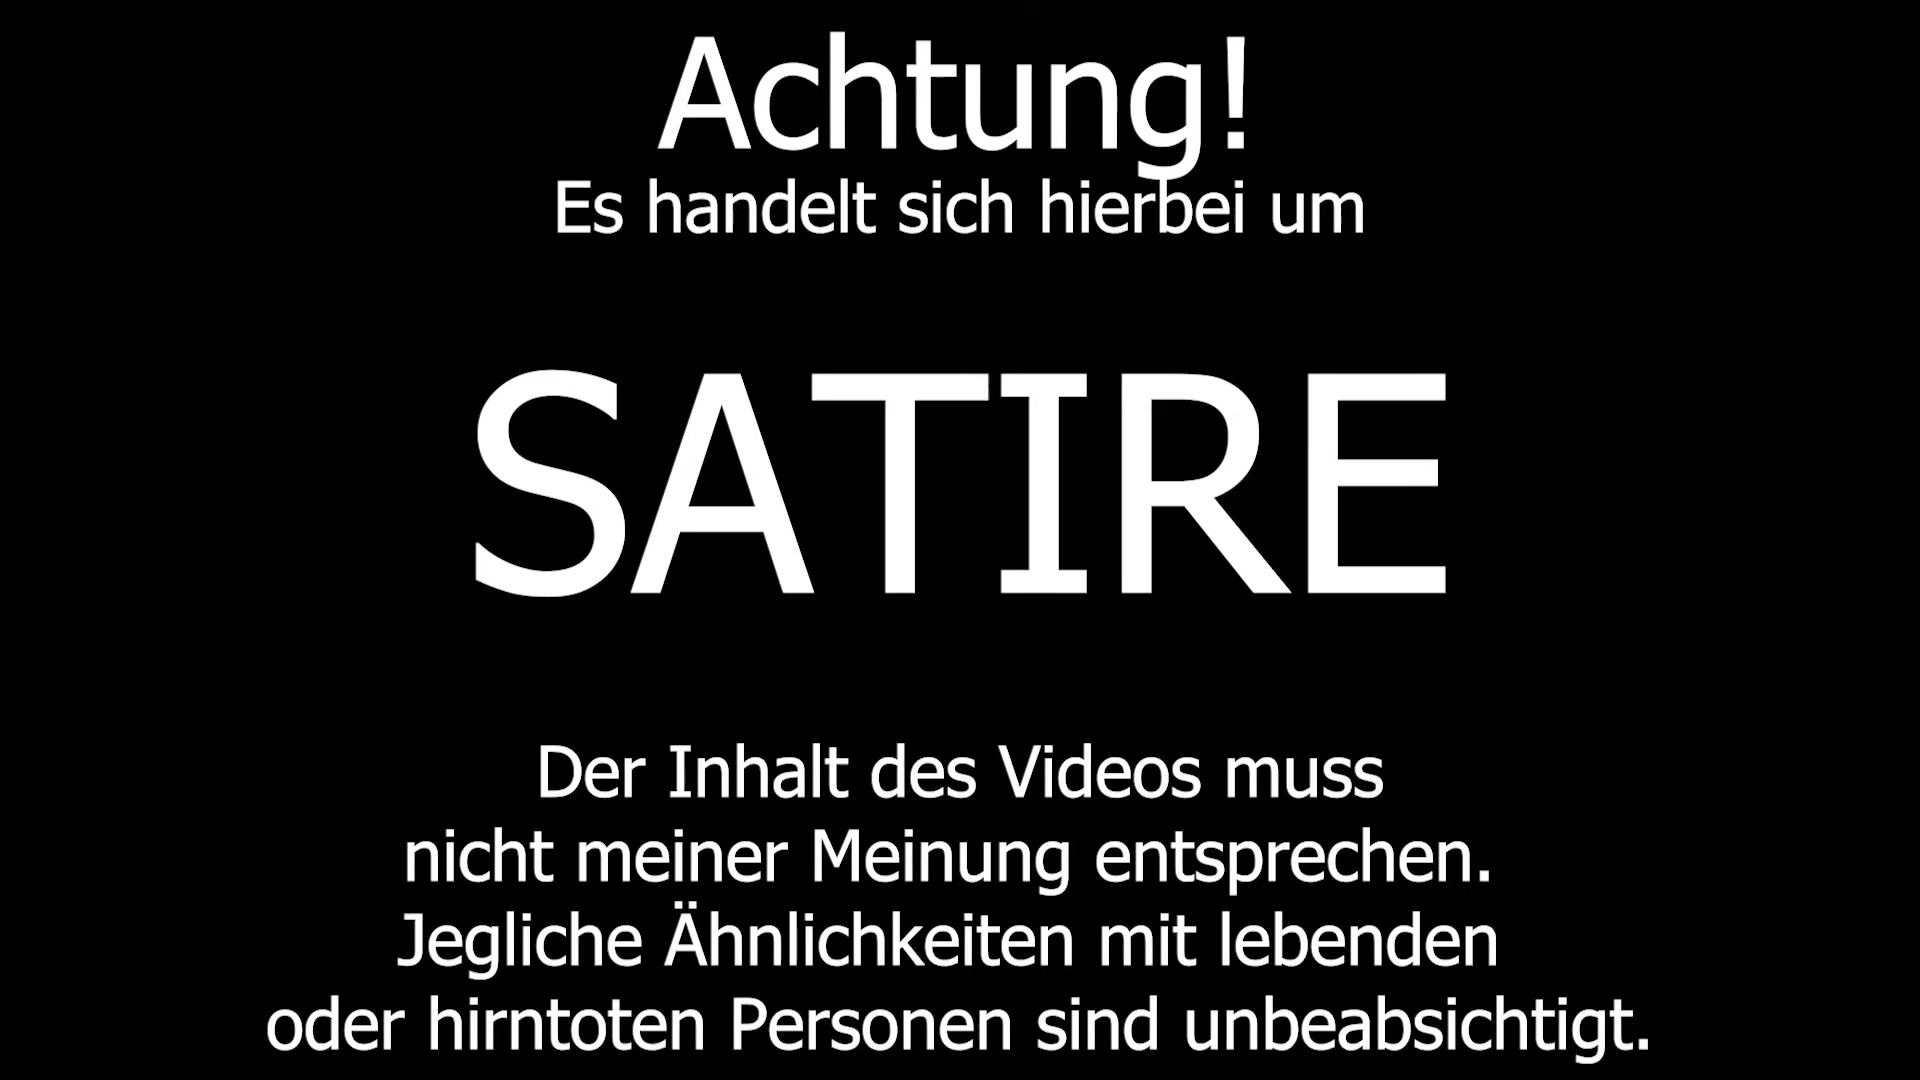 Achtung!
Es handelt sich hierbei um
SATIRE
Der Inhalt des Videos muss
nicht meiner Meinung entsprechen.
Jegliche Ähnlichkeiten mit lebenden
oder hirntoten Personen sind unbeabsichtigt.